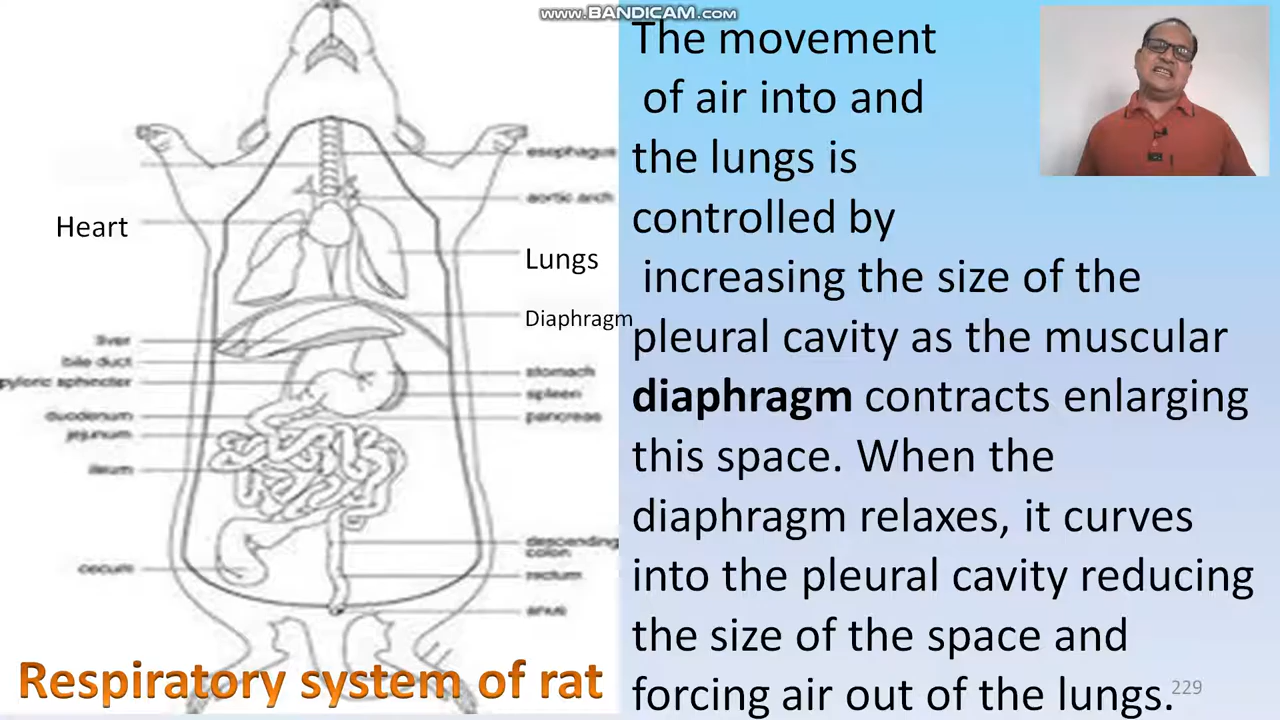 www.BANDICAM.com
The movement
of air into and
the lungs is
controlled by
increasing the size of the
pleural cavity as the muscular
diaphragm contracts enlarging
this space. When the
diaphragm relaxes, it curves
into the pleural cavity reducing
the size of the space and
forcing air out of the lungs.
229
esophagus
aortic arch
Heart
Lungs
Diaphragm
liver
bile duct
pyloric sphincter
duodenum
jejunum
ileum
cecum
stomach
spleen
pancreas
descending
colon
rectum
anus
Respiratory system of rat